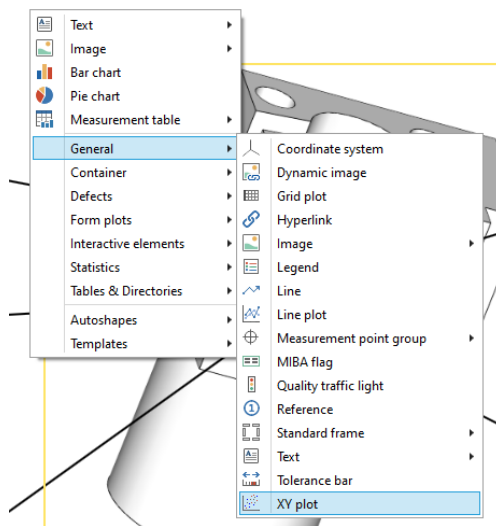 Text
Image
Bar chart
Pie chart
Measurement table
General
Container
Defects
Form plots
Interactive elements
Statistics
Tables & Directories
Autoshapes
Templates
Coordinate system
Dynamic image
Grid plot
Hyperlink
Image
Legend
Line
Line plot
Measurement point group
MIBA flag
Quality traffic light
Reference
Standard frame
Text
Tolerance bar
XY plot